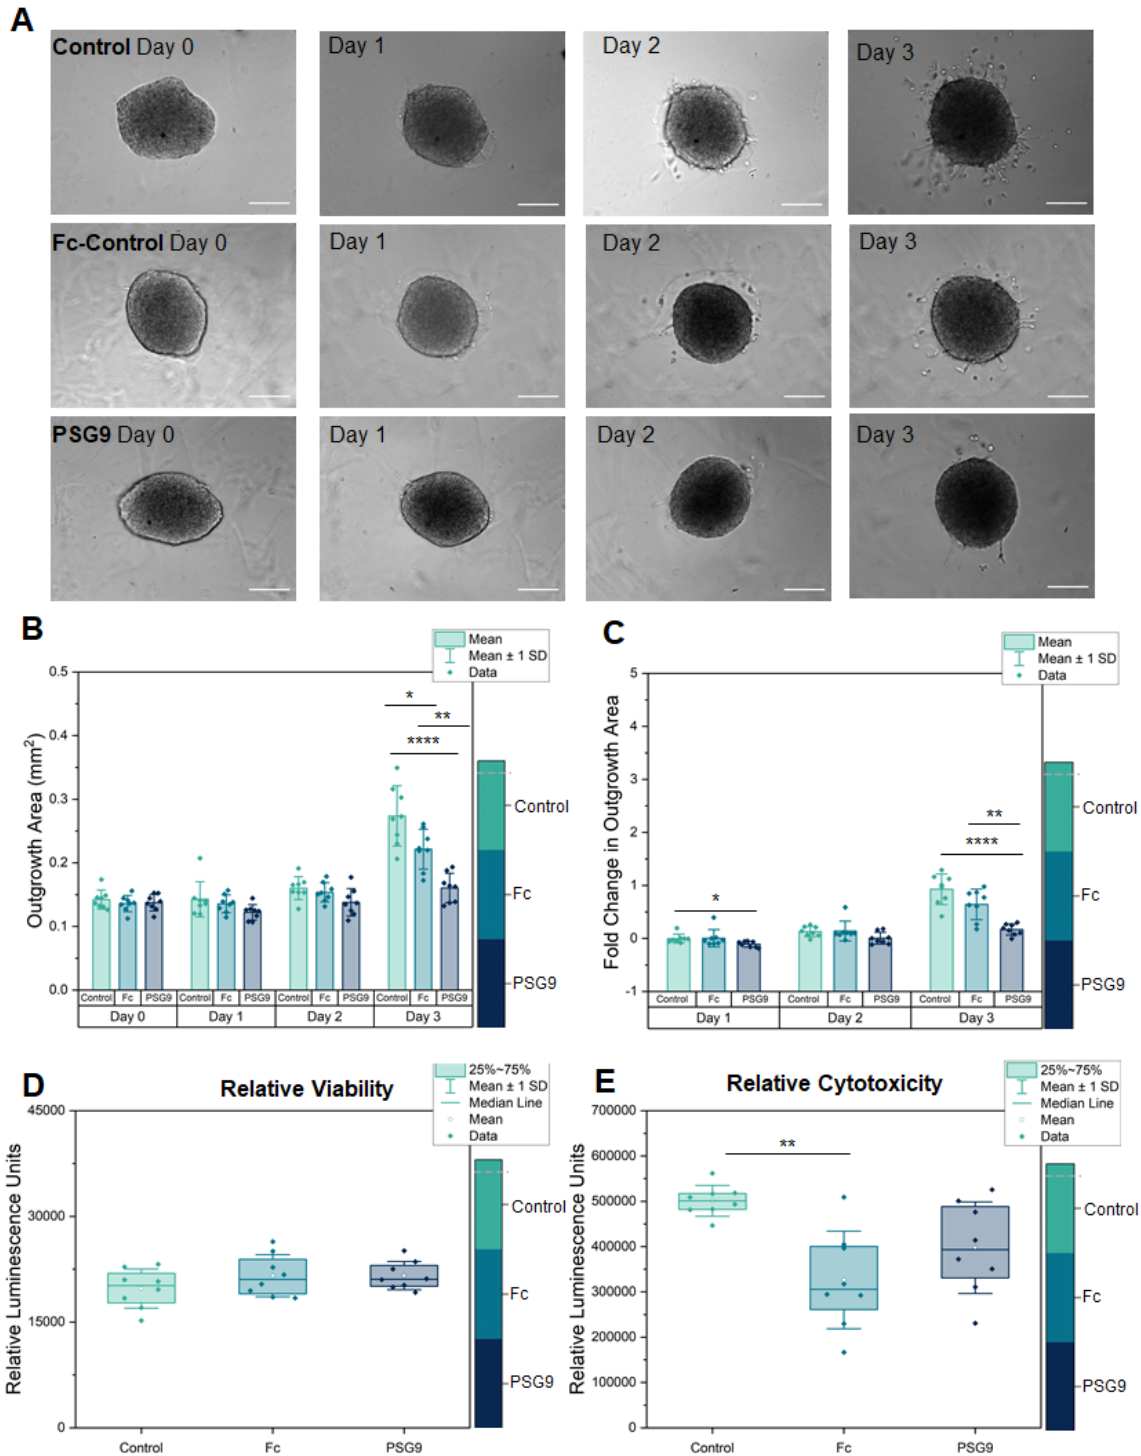 A
Control Day 0
Day 1
Day 2
Day 3
Fc-Control Day 0
Day 1
Day 2
Day 3
PSG9 Day 0
Day 1
Day 2
Day 3
B
Mean
Mean ± 1 SD
Data
0.5
0.4
0.3
0.2
0.1
0.0
Outgrowth Area (mm²)
*
**
****
Control Fc PSG9 Control Fc PSG9 Control Fc PSG9 Control Fc PSG9
Day 0 Day 1 Day 2 Day 3
Control
Fc
PSG9
C
Mean
Mean ± 1 SD
Data
5
4
3
2
1
0
-1
Fold Change in Outgrowth Area
*
**
****
Control Fc PSG9 Control Fc PSG9 Control Fc PSG9
Day 1 Day 2 Day 3
Control
Fc
PSG9
D
Relative Viability
25%~75%
Mean ± 1 SD
Median Line
Mean
Data
45000
30000
15000
0
Relative Luminescence Units
Control Fc PSG9
Control
Fc
PSG9
E
Relative Cytotoxicity
25%~75%
Mean ± 1 SD
Median Line
Mean
Data
700000
600000
500000
400000
300000
200000
100000
0
Relative Luminescence Units
**
Control Fc PSG9
Control
Fc
PSG9